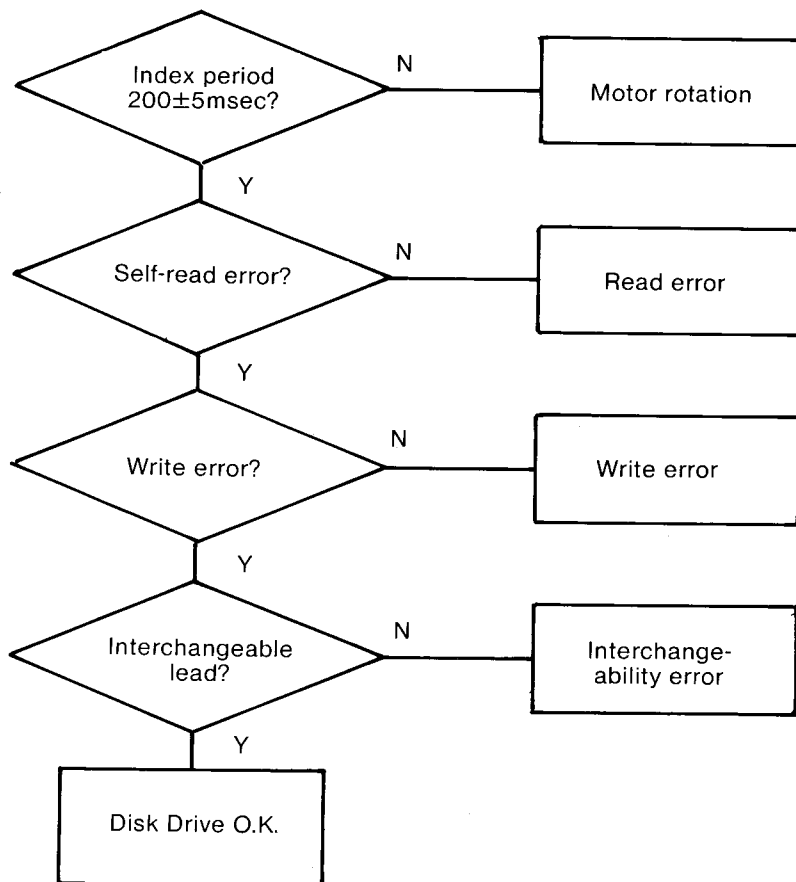 Index period
200±5msec?
N
Motor rotation
Y
Self-read error?
N
Read error
Y
Write error?
N
Write error
Y
Interchangeable
lead?
N
Interchange-
ability error
Y
Disk Drive O.K.